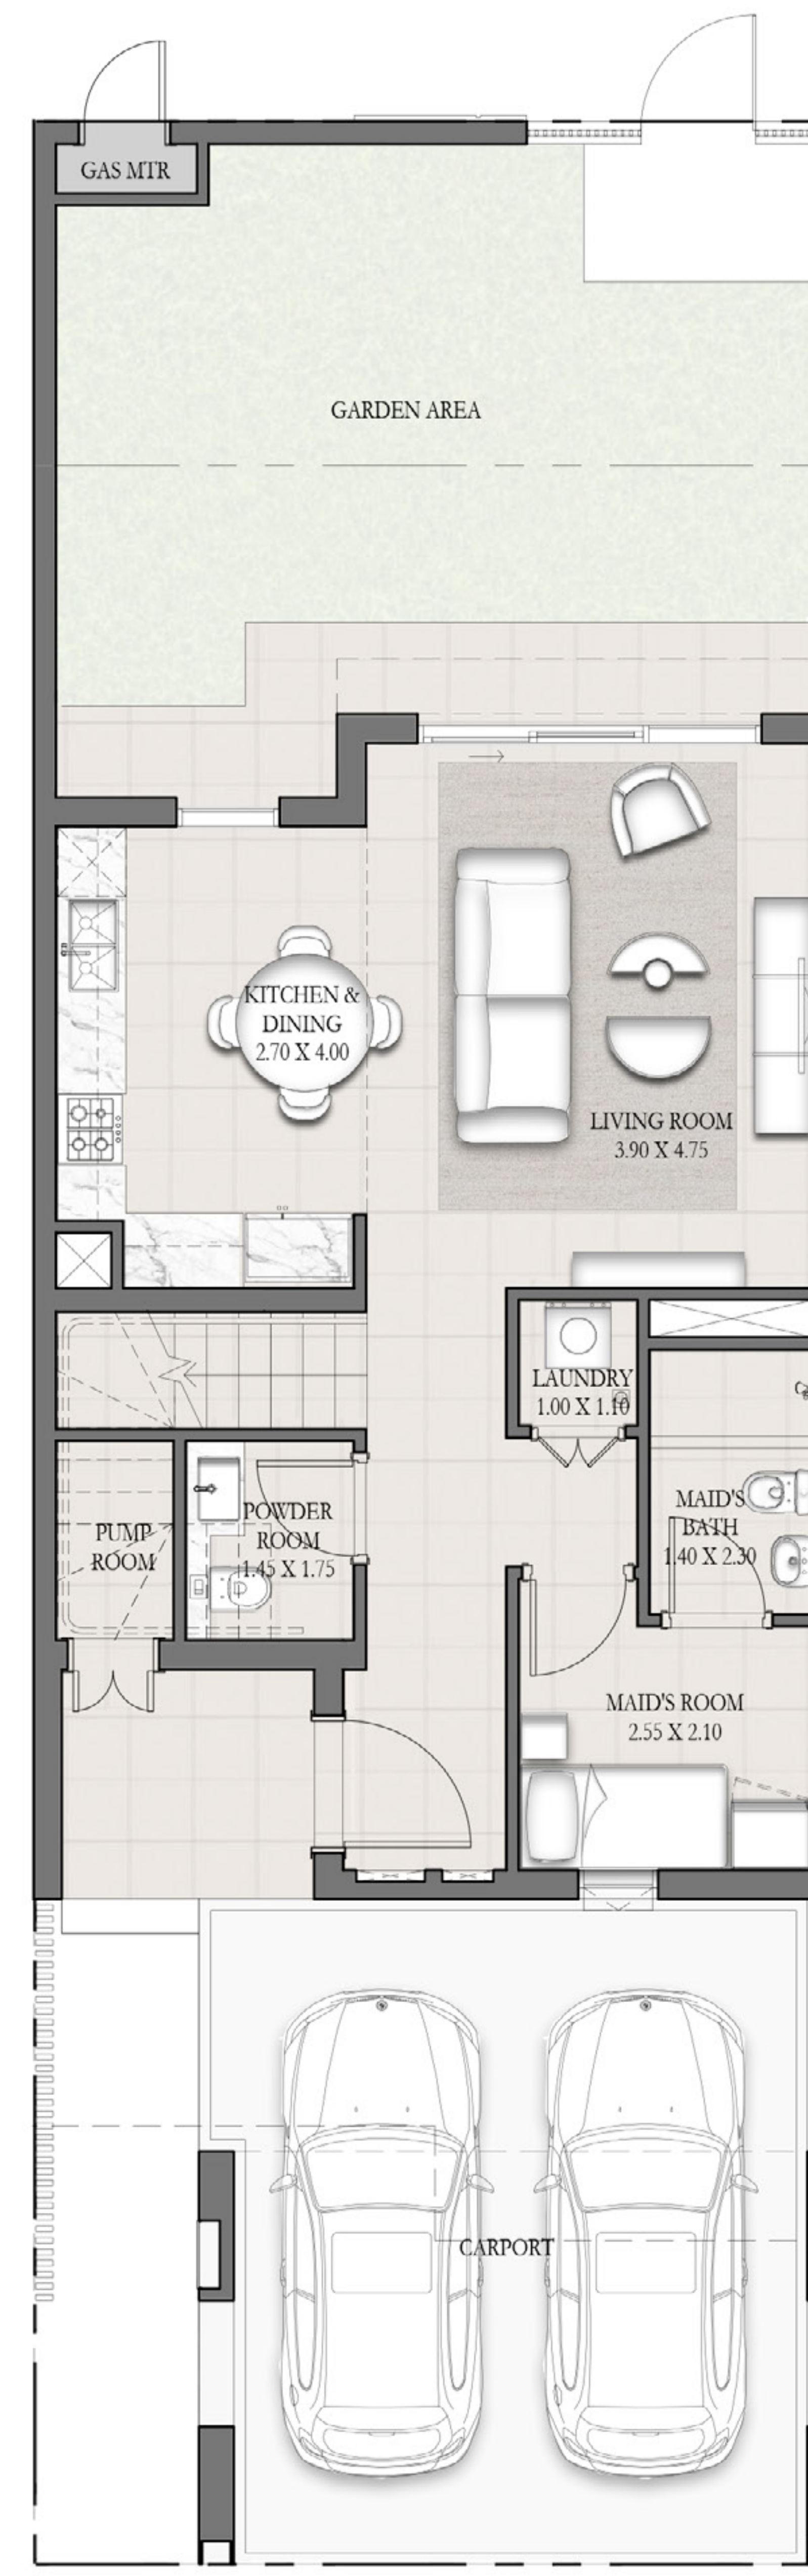 GAS MTR
GARDEN AREA
KITCHEN &
DINING
2.70 X 4.00
LIVING ROOM
3.90 X 4.75
LAUNDRY
1.00 X 1.10
POWDER
ROOM
1.45 X 1.75
PUMP
ROOM
MAID'S
BATH
1.40 X 2.30
MAID'S ROOM
2.55 X 2.10
CARPORT